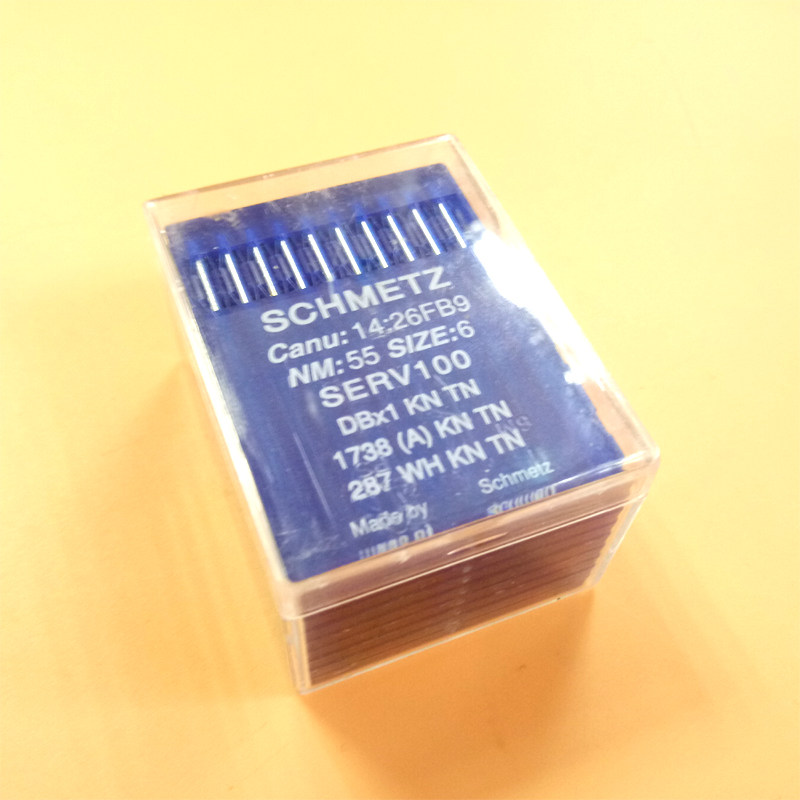 SCHMETZ
Canu: 14:26FB9
NM: 55 SIZE:6
SERV100
DBx1 KN TN
1738 (A) KN TN
287 WH KN TN
Made by Schmetz